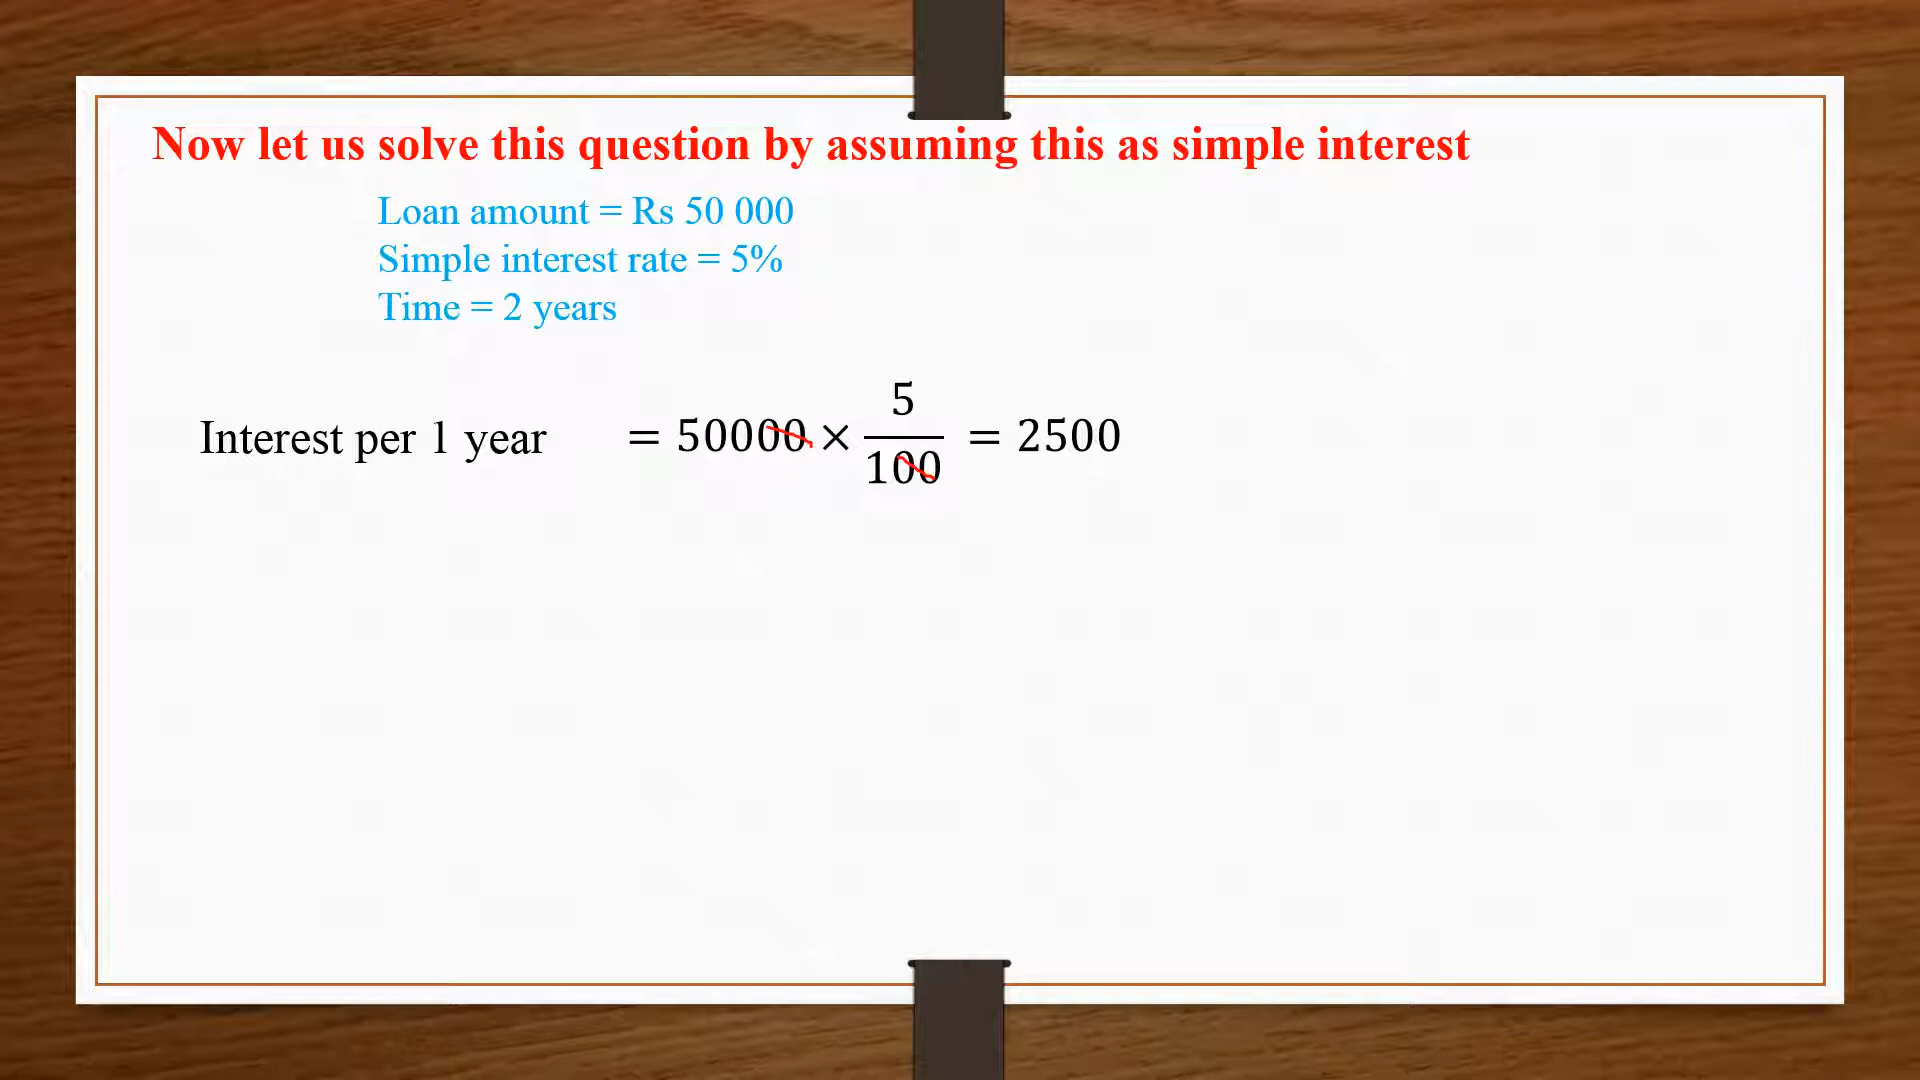 Now let us solve this question by assuming this as simple interest
Loan amount = Rs 50 000
Simple interest rate = 5%
Time = 2 years
Interest per 1 year = 50000 × 5/100 = 2500